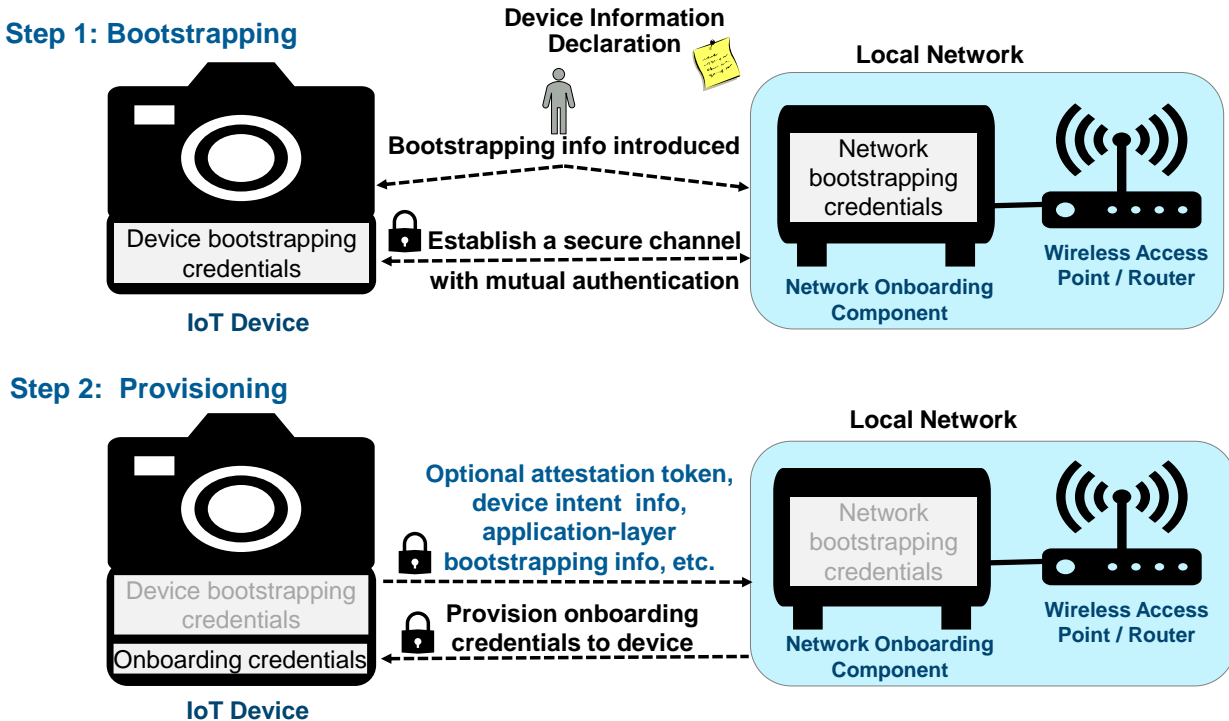 Step 1: Bootstrapping
Device Information
Declaration
Local Network
Bootstrapping info introduced
Network
bootstrapping
credentials
Device bootstrapping
credentials
Establish a secure channel
with mutual authentication
Wireless Access
Point / Router
Network Onboarding
Component
IoT Device
Step 2: Provisioning
Local Network
Optional attestation token,
device intent info,
application-layer
bootstrapping info, etc.
Network
bootstrapping
credentials
Device bootstrapping
credentials
Provision onboarding
credentials to device
Wireless Access
Point / Router
Onboarding credentials
Network Onboarding
Component
IoT Device